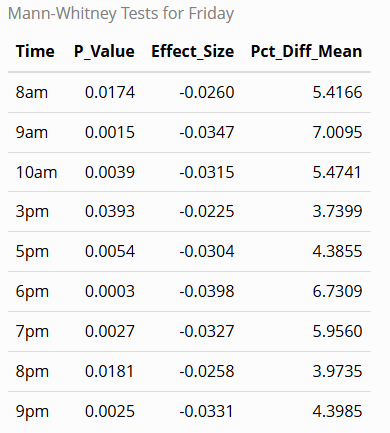 Mann-Whitney Tests for Friday
Time P_Value Effect_Size Pct_Diff_Mean
8am 0.0174 -0.0260 5.4166
9am 0.0015 -0.0347 7.0095
10am 0.0039 -0.0315 5.4741
3pm 0.0393 -0.0225 3.7399
5pm 0.0054 -0.0304 4.3855
6pm 0.0003 -0.0398 6.7309
7pm 0.0027 -0.0327 5.9560
8pm 0.0181 -0.0258 3.9735
9pm 0.0025 -0.0331 4.3985